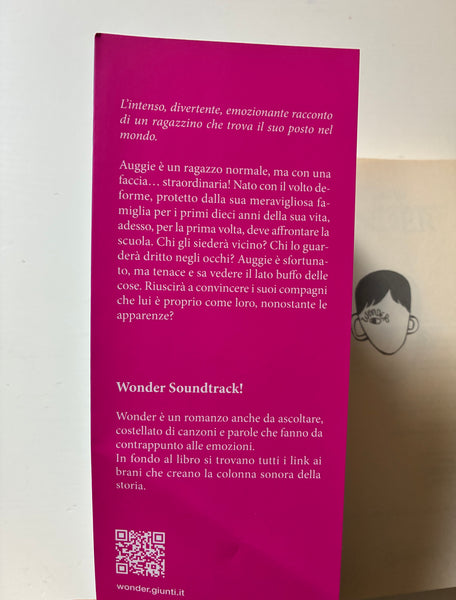 L'intenso, divertente, emozionante racconto
di un ragazzino che trova il suo posto nel
mondo.
Auggie è un ragazzo normale, ma con una
faccia… straordinaria! Nato con il volto de-
forme, protetto dalla sua meravigliosa fa-
miglia per i primi dieci anni della sua vita,
adesso, per la prima volta, deve affrontare la
scuola. Chi gli siederà vicino? Chi lo guar-
derà dritto negli occhi? Auggie è sfortuna-
to, ma tenace e sa vedere il lato buffo delle
cose. Riuscirà a convincere i suoi compagni
che lui è proprio come loro, nonostante le
apparenze?
Wonder Soundtrack!
Wonder è un romanzo anche da ascoltare,
costellato di canzoni e parole che fanno da
contrappunto alle emozioni.
In fondo al libro si trovano tutti i link ai
brani che creano la colonna sonora della
storia.
wonder.giunti.it